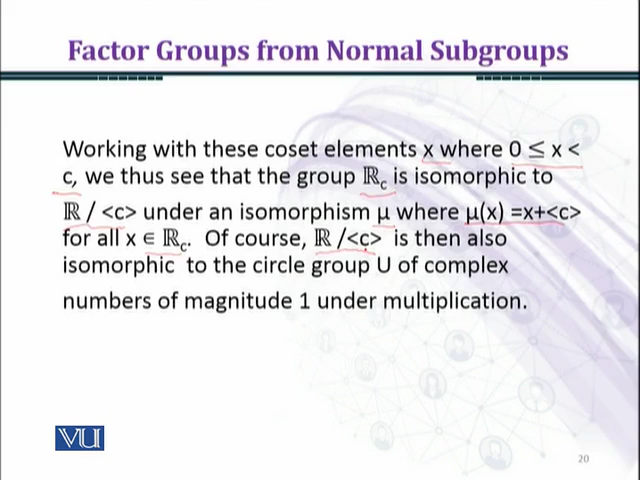 Factor Groups from Normal Subgroups
Working with these coset elements x where 0 ≤ x <
c, we thus see that the group ℝc is isomorphic to
ℝ / <c> under an isomorphism μ where μ(x) =x+<c>
for all x ∈ ℝc. Of course, ℝ /<c> is then also
isomorphic to the circle group U of complex
numbers of magnitude 1 under multiplication.
VU
20